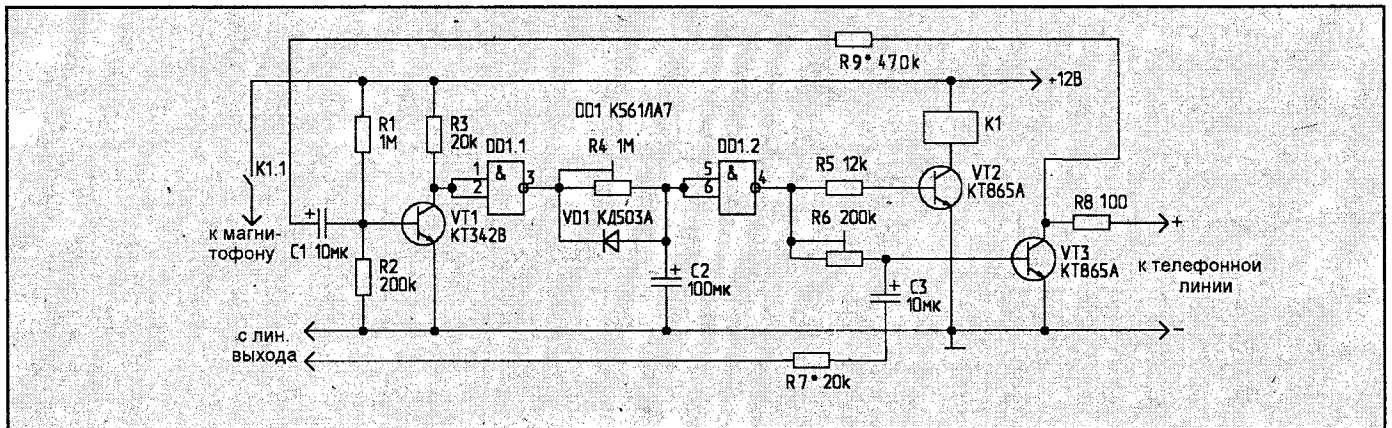 R9* 470k
+12В
DD1 К561ЛА7
R1
1М
R3
20k
DD1.1
R4 1М
DD1.2
K1
K1.1
1
2
&
3
5
6
&
4
R5 12k
VT2
КТ865А
VT1
КТ342В
VD1 КД503А
R6 200k
R8 100
+
к магни-
тофону
+
C1 10мк
VT3
КТ865А
к телефонной
линии
R2
200k
+
C2
100мк
+
C3
10мк
-
с лин.
выхода
R7* 20k